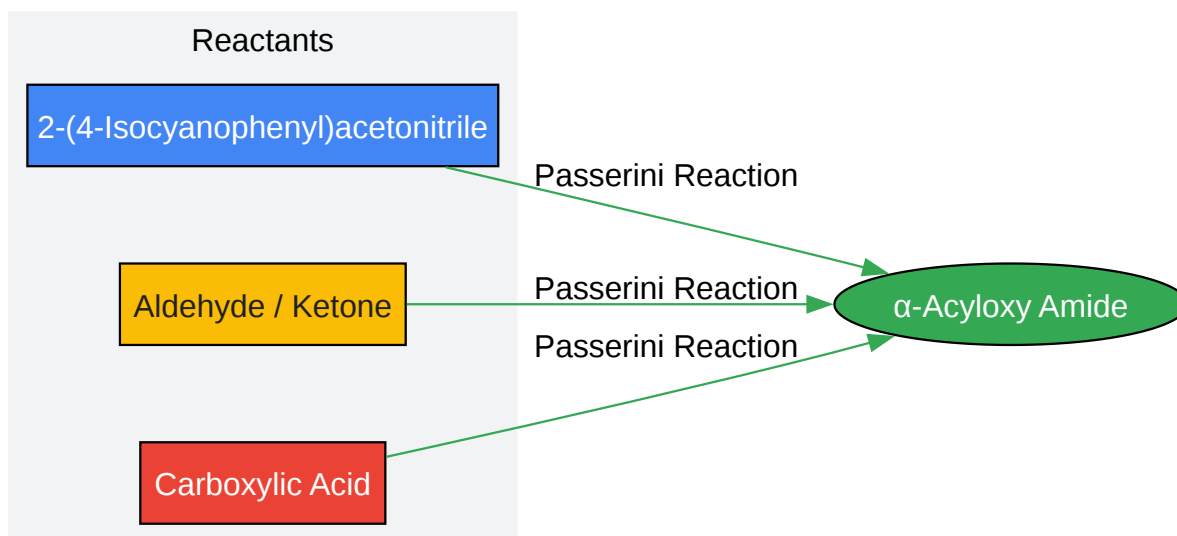 Reactants
2-(4-Isocyanophenyl)acetonitrile
Passerini Reaction
Aldehyde / Ketone
Passerini Reaction
α-Acyloxy Amide
Passerini Reaction
Carboxylic Acid